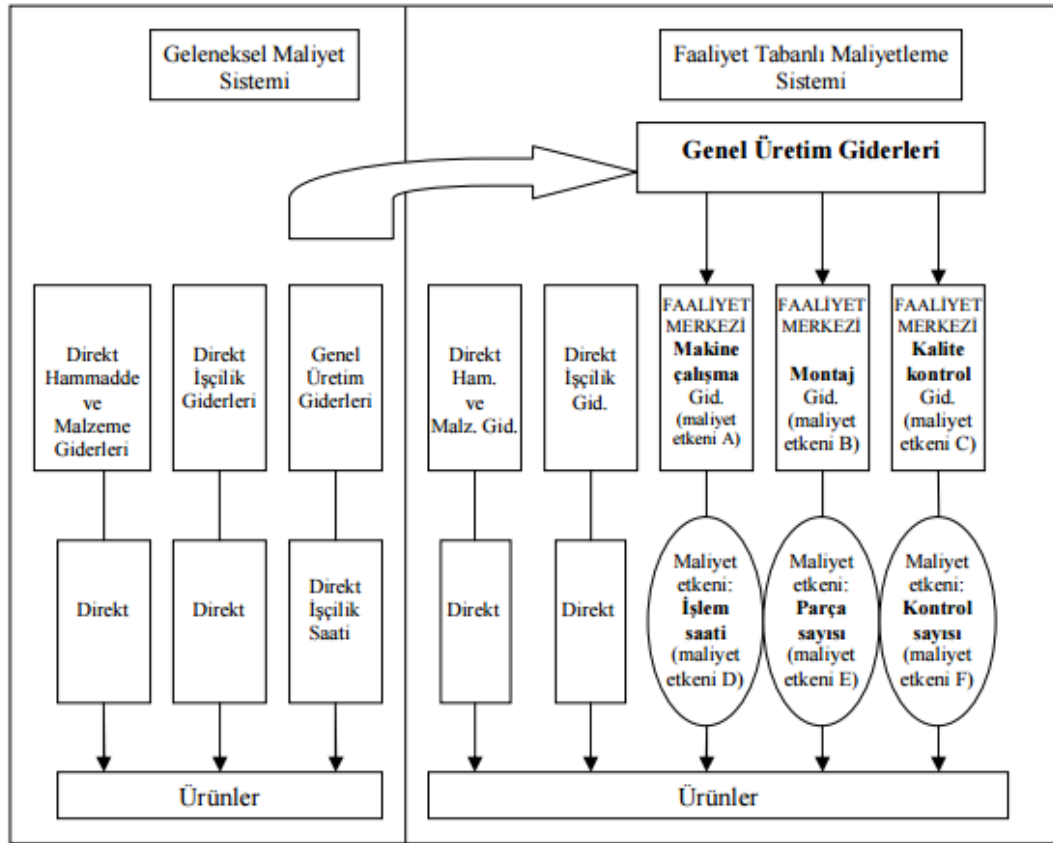 Geleneksel Maliyet
Sistemi
Faaliyet Tabanlı Maliyetleme
Sistemi
Genel Üretim Giderleri
Direkt
Hammadde
ve
Malzeme
Giderleri
Direkt
İşçilik
Giderleri
Genel
Üretim
Giderleri
Direkt
Ham.
ve
Malz. Gid.
Direkt
İşçilik
Gid.
FAALİYET
MERKEZİ
Makine
çalışma
Gid.
(maliyet
etkeni A)
FAALİYET
MERKEZİ
Montaj
Gid.
(maliyet
etkeni B)
FAALİYET
MERKEZİ
Kalite
kontrol
Gid.
(maliyet
etkeni C)
Direkt
Direkt
Direkt
İşçilik
Saati
Direkt
Direkt
Maliyet
etkeni:
İşlem
saati
(maliyet
etkeni D)
Maliyet
etkeni:
Parça
sayısı
(maliyet
etkeni E)
Maliyet
etkeni:
Kontrol
sayısı
(maliyet
etkeni F)
Ürünler
Ürünler